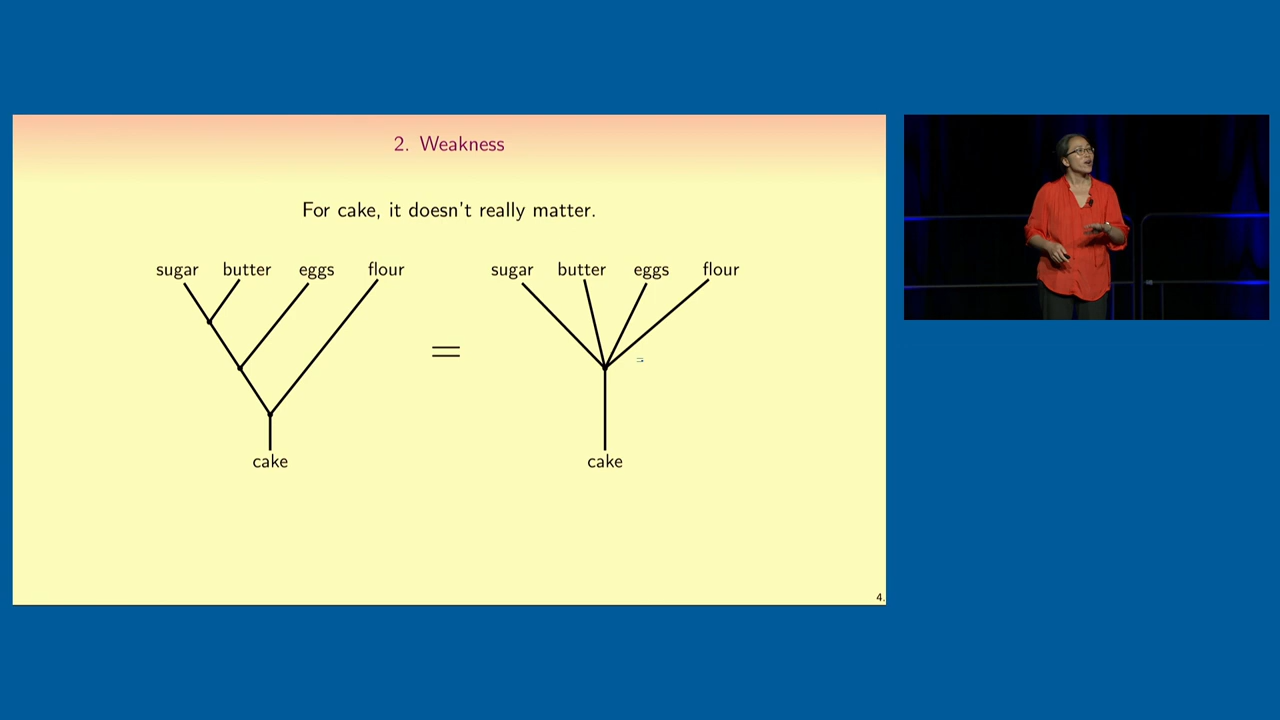 2. Weakness
For cake, it doesn't really matter.
sugar butter eggs flour
sugar butter eggs flour
=
cake
cake
4.